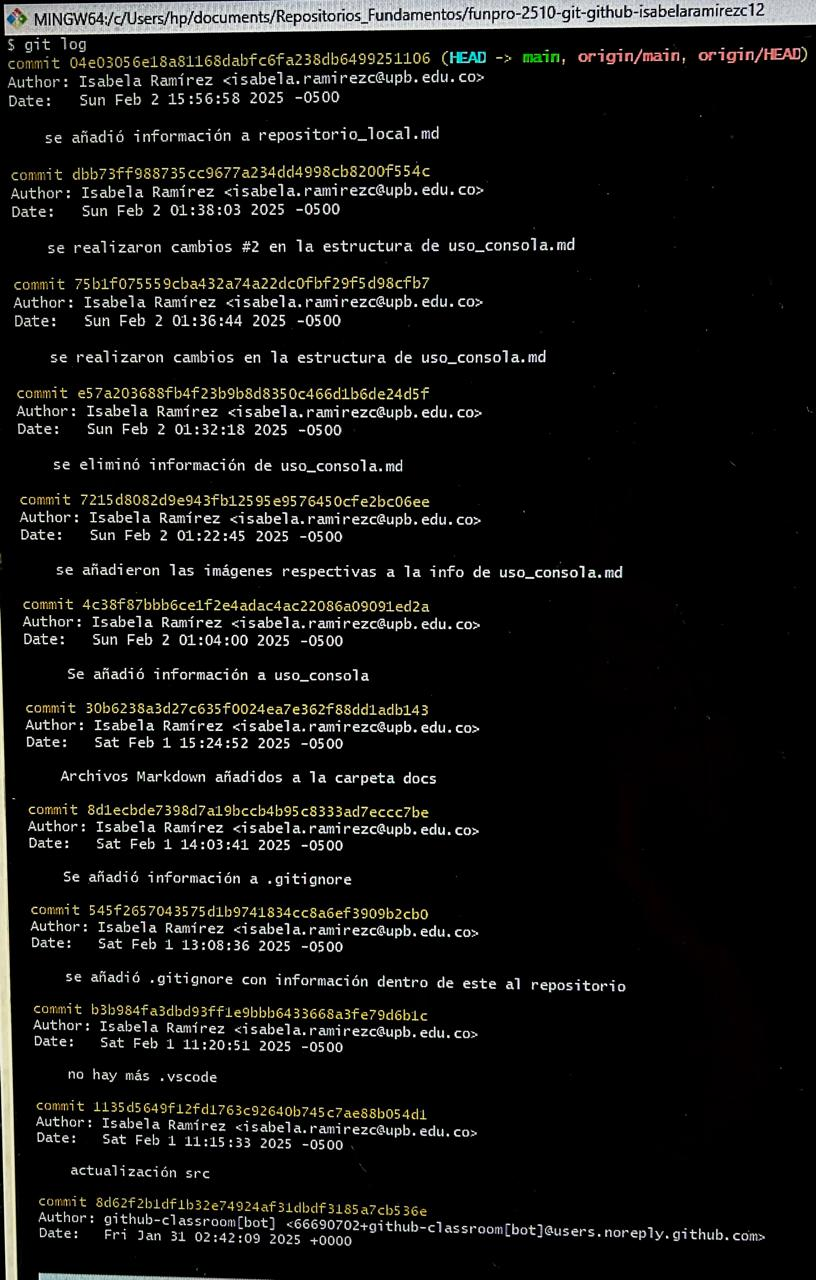 MINGW64:/c/Users/hp/documents/Repositorios_Fundamentos/funpro-2510-git-github-isabelaramirezc12
$ git log
commit 04e03056e18a81168dabfc6fa238db6499251106 (HEAD -> main, origin/main, origin/HEAD)
Author: Isabela Ramírez <isabela.ramirezc@upb.edu.co>
Date:   Sun Feb 2 15:56:58 2025 -0500
se añadió información a repositorio_local.md
commit dbb73ff988735cc9677a234dd4998cb8200f554c
Author: Isabela Ramírez <isabela.ramirezc@upb.edu.co>
Date:   Sun Feb 2 01:38:03 2025 -0500
se realizaron cambios #2 en la estructura de uso_consola.md
commit 75b1f075559cba432a74a22dc0fbf29f5d98cfb7
Author: Isabela Ramírez <isabela.ramirezc@upb.edu.co>
Date:   Sun Feb 2 01:36:44 2025 -0500
se realizaron cambios en la estructura de uso_consola.md
commit e57a203688fb4f23b9b8d8350c466d1b6de24d5f
Author: Isabela Ramírez <isabela.ramirezc@upb.edu.co>
Date:   Sun Feb 2 01:32:18 2025 -0500
se eliminó información de uso_consola.md
commit 7215d8082d9e943fb12595e9576450cfe2bc06ee
Author: Isabela Ramírez <isabela.ramirezc@upb.edu.co>
Date:   Sun Feb 2 01:22:45 2025 -0500
se añadieron las imágenes respectivas a la info de uso_consola.md
commit 4c38f87bbb6ce1f2e4adac4ac22086a09091ed2a
Author: Isabela Ramírez <isabela.ramirezc@upb.edu.co>
Date:   Sun Feb 2 01:04:00 2025 -0500
Se añadió información a uso_consola
commit 30b6238a3d27c635f0024ea7e362f88dd1adb143
Author: Isabela Ramírez <isabela.ramirezc@upb.edu.co>
Date:   Sat Feb 1 15:24:52 2025 -0500
Archivos Markdown añadidos a la carpeta docs
commit 8d1ecbde7398d7a19bccb4b95c8333ad7eccc7be
Author: Isabela Ramírez <isabela.ramirezc@upb.edu.co>
Date:   Sat Feb 1 14:03:41 2025 -0500
Se añadió información a .gitignore
commit 545f2657043575d1b9741834cc8a6ef3909b2cb0
Author: Isabela Ramírez <isabela.ramirezc@upb.edu.co>
Date:   Sat Feb 1 13:08:36 2025 -0500
se añadió .gitignore con información dentro de este al repositorio
commit b3b984fa3dbd93ff1e9bbb6433668a3fe79d6b1c
Author: Isabela Ramírez <isabela.ramirezc@upb.edu.co>
Date:   Sat Feb 1 11:20:51 2025 -0500
no hay más .vscode
commit 1135d5649f12fd1763c92640b745c7ae88b054d1
Author: Isabela Ramírez <isabela.ramirezc@upb.edu.co>
Date:   Sat Feb 1 11:15:33 2025 -0500
actualización src
commit 8d62f2b1df1b32e74924af31dbdf3185a7cb536e
Author: github-classroom[bot] <66690702+github-classroom[bot]@users.noreply.github.com>
Date:   Fri Jan 31 02:42:09 2025 +0000